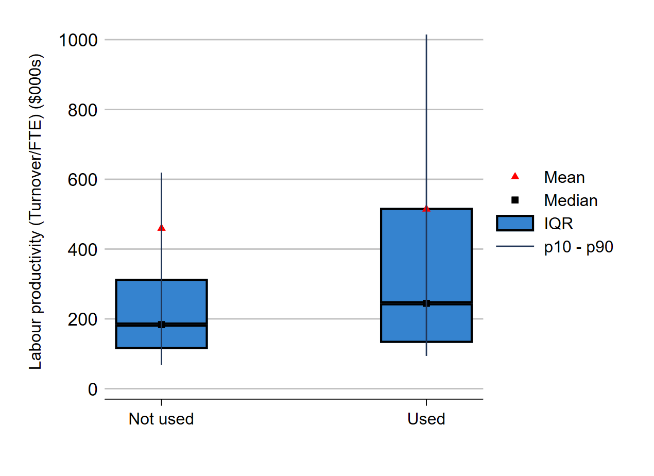 Labour productivity (Turnover/FTE) ($000s)
1000
800
600
400
200
0
Not used
Used
Mean
Median
IQR
p10 - p90